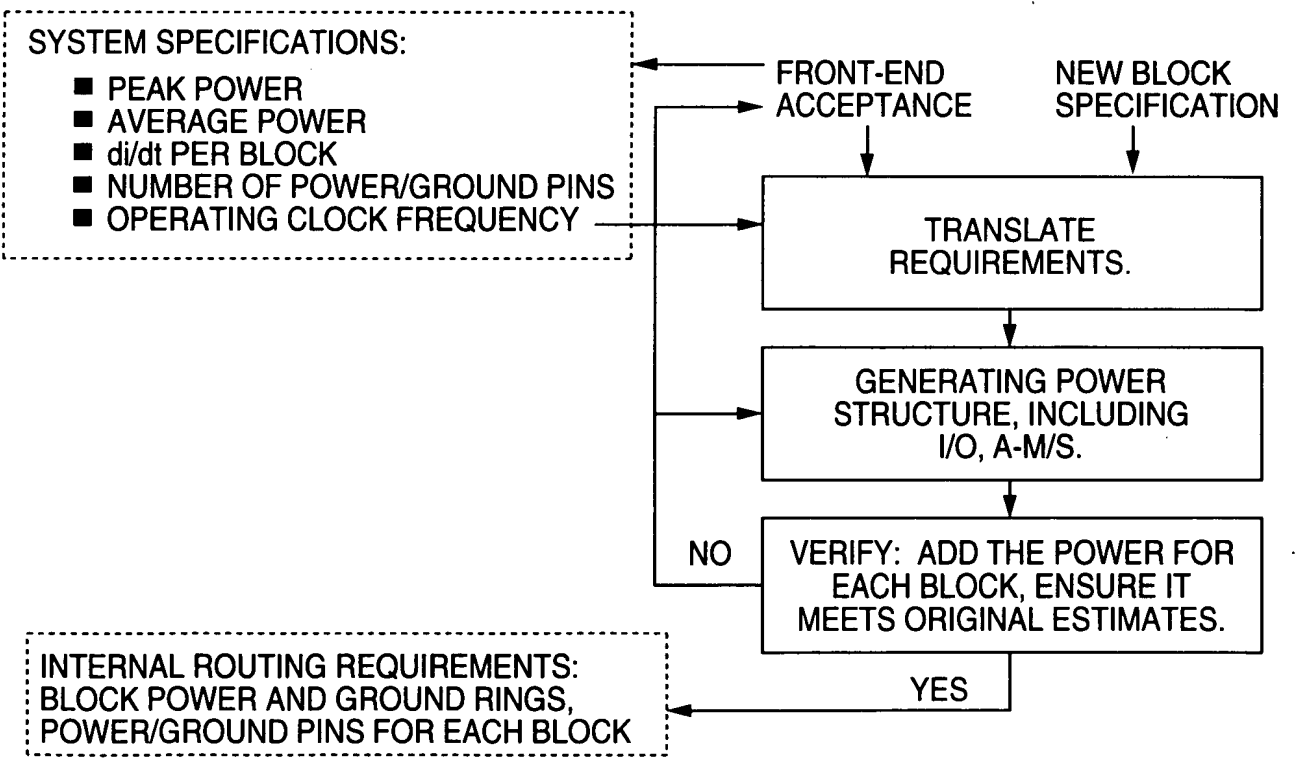 SYSTEM SPECIFICATIONS:
■ PEAK POWER
■ AVERAGE POWER
■ di/dt PER BLOCK
■ NUMBER OF POWER/GROUND PINS
■ OPERATING CLOCK FREQUENCY
FRONT-END
ACCEPTANCE
NEW BLOCK
SPECIFICATION
TRANSLATE
REQUIREMENTS.
GENERATING POWER
STRUCTURE, INCLUDING
I/O, A-M/S.
NO
VERIFY: ADD THE POWER FOR
EACH BLOCK, ENSURE IT
MEETS ORIGINAL ESTIMATES.
YES
INTERNAL ROUTING REQUIREMENTS:
BLOCK POWER AND GROUND RINGS,
POWER/GROUND PINS FOR EACH BLOCK